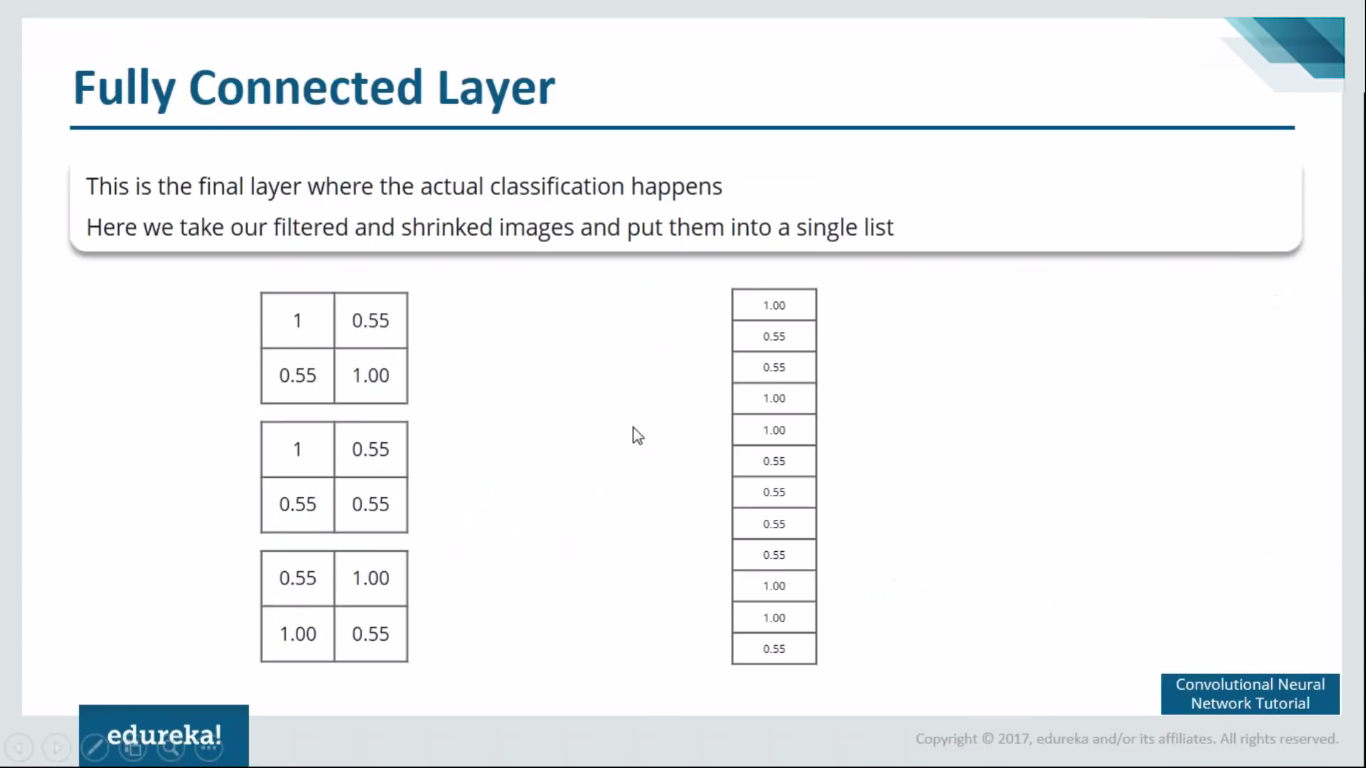 Fully Connected Layer
This is the final layer where the actual classification happens
Here we take our filtered and shrinked images and put them into a single list
1 0.55
0.55 1.00
1 0.55
0.55 0.55
0.55 1.00
1.00 0.55
1.00
0.55
0.55
1.00
1.00
0.55
0.55
0.55
0.55
1.00
1.00
0.55
Convolutional Neural
Network Tutorial
edureka!
Copyright © 2017, edureka and/or its affiliates. All rights reserved.